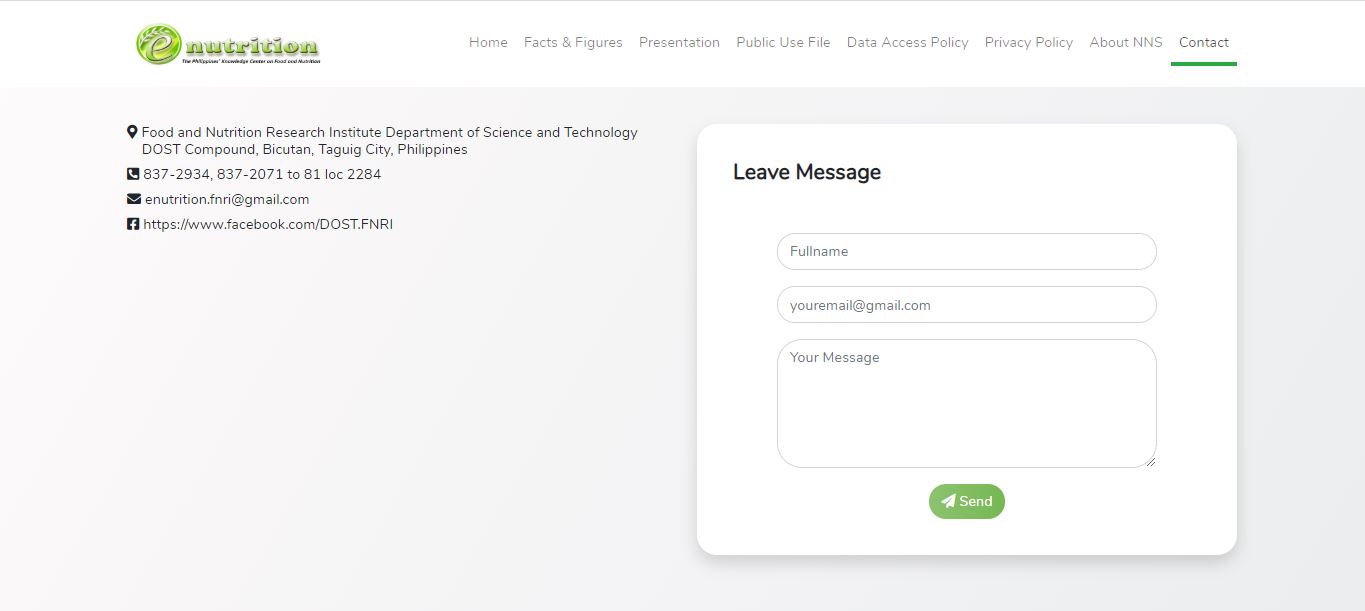 e nutrition
The Philippines' Knowledge Center on Food and Nutrition
Home Facts & Figures Presentation Public Use File Data Access Policy Privacy Policy About NNS Contact
Food and Nutrition Research Institute Department of Science and Technology
DOST Compound, Bicutan, Taguig City, Philippines
837-2934, 837-2071 to 81 loc 2284
enutrition.fnri@gmail.com
https://www.facebook.com/DOST.FNRI
Leave Message
Fullname
youremail@gmail.com
Your Message
Send